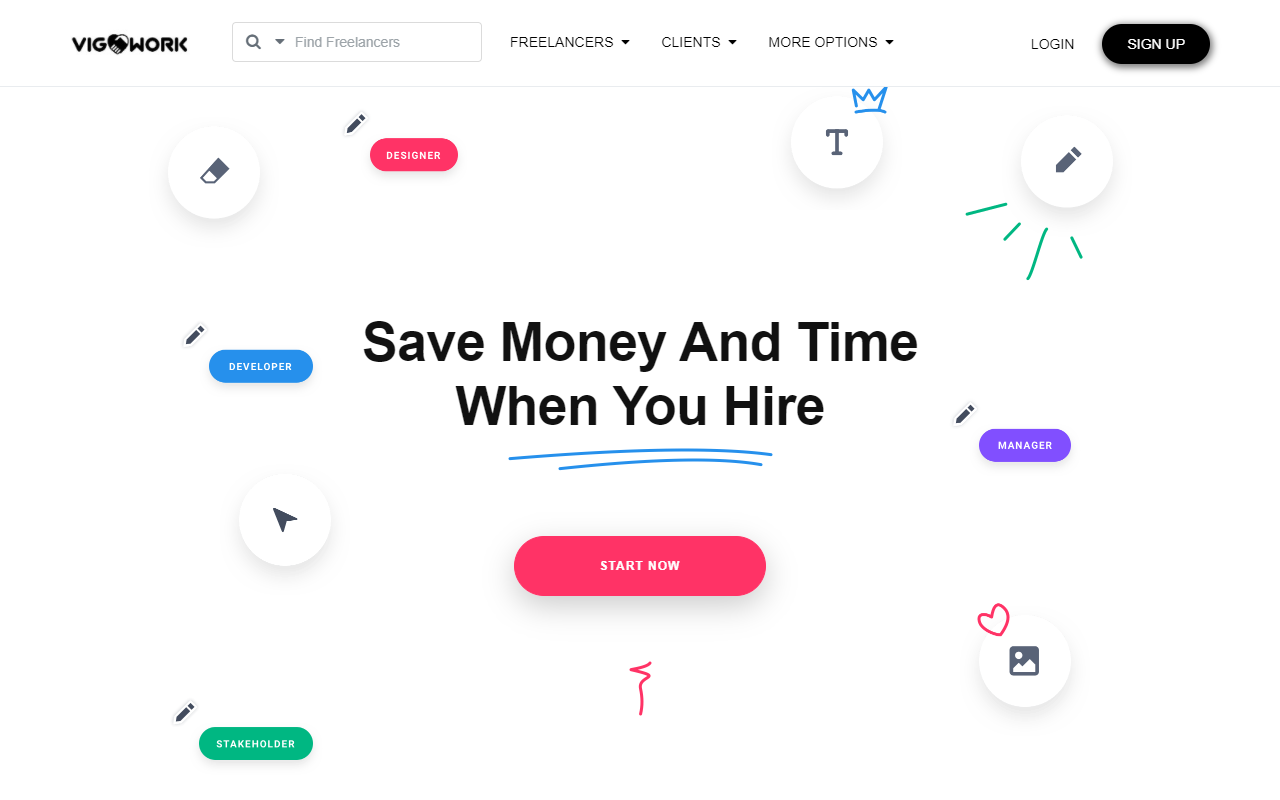 VIGOWORK
Find Freelancers
FREELANCERS
CLIENTS
MORE OPTIONS
LOGIN
SIGN UP
DESIGNER
T
DEVELOPER
Save Money And Time
When You Hire
MANAGER
START NOW
STAKEHOLDER